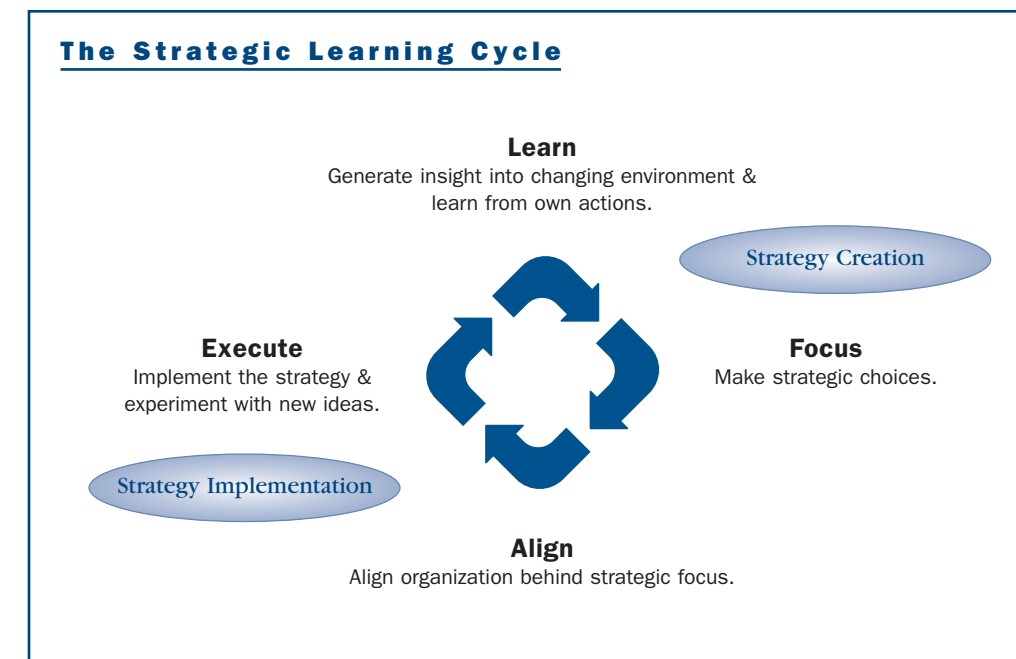 The Strategic Learning Cycle
Learn
Generate insight into changing environment &
learn from own actions.
Strategy Creation
Execute
Implement the strategy &
experiment with new ideas.
Focus
Make strategic choices.
Strategy Implementation
Align
Align organization behind strategic focus.